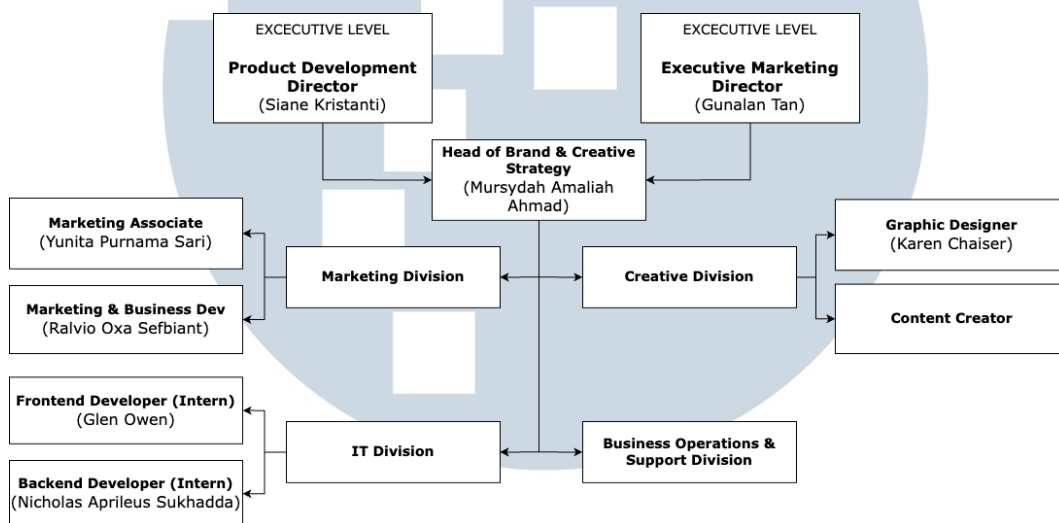 EXCECUTIVE LEVEL
Product Development
Director
(Siane Kristanti)
EXCECUTIVE LEVEL
Executive Marketing
Director
(Gunalan Tan)
Head of Brand & Creative
Strategy
(Mursydah Amaliah
Ahmad)
Marketing Associate
(Yunita Purnama Sari)
Marketing & Business Dev
(Ralvio Oxa Sefbiant)
Marketing Division
Creative Division
Graphic Designer
(Karen Chaiser)
Content Creator
Frontend Developer (Intern)
(Glen Owen)
Backend Developer (Intern)
(Nicholas Aprileus Sukhadda)
IT Division
Business Operations &
Support Division